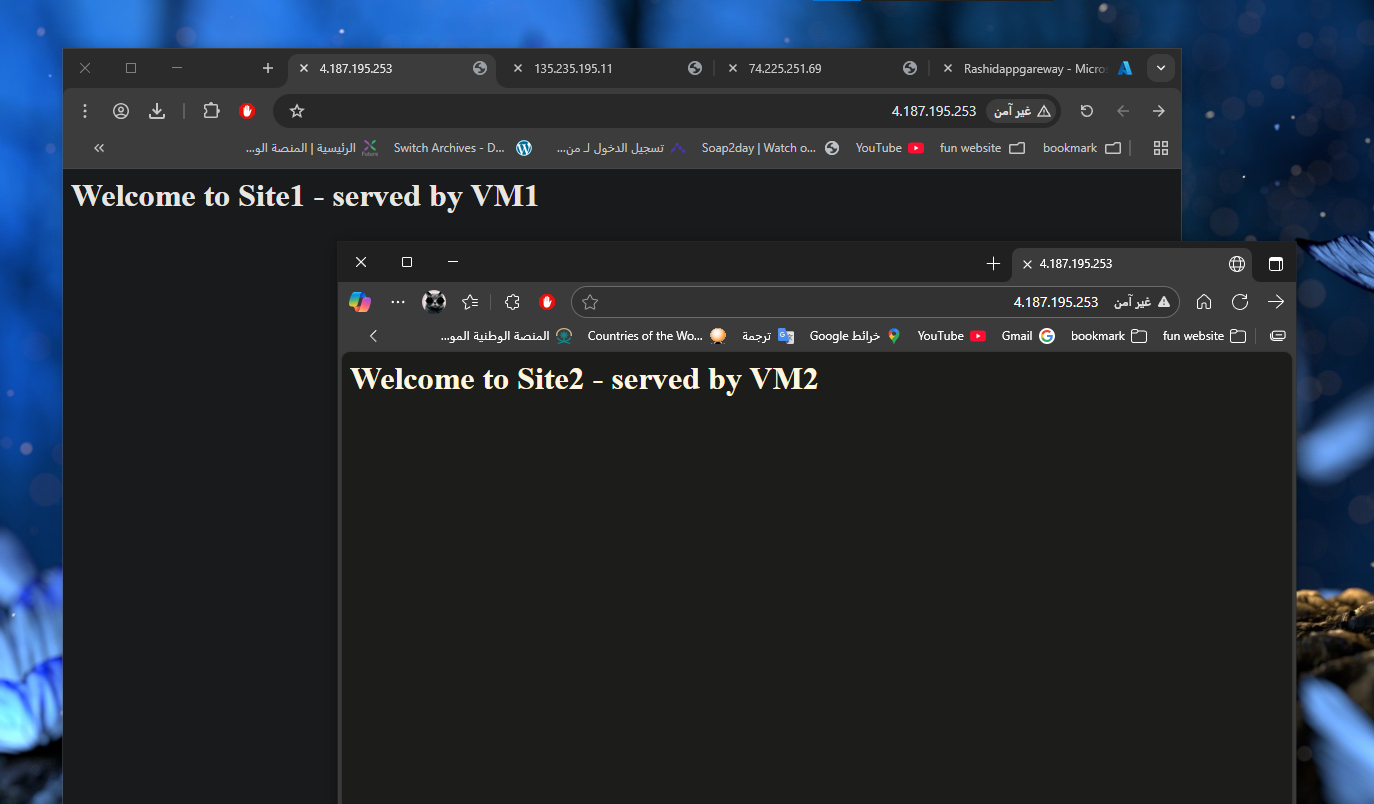 4.187.195.253
135.235.195.11
74.225.251.69
Rashidappgareway - Micros
4.187.195.253
غير آمن
الرئيسية | المنصة الو...
Switch Archives - D...
تسجيل الدخول لـ من...
Soap2day | Watch o...
YouTube
fun website
bookmark
Welcome to Site1 - served by VM1
4.187.195.253
4.187.195.253
غير آمن
المنصة الوطنية المو...
Countries of the Wo...
ترجمة
خرائط Google
YouTube
Gmail
bookmark
fun website
Welcome to Site2 - served by VM2